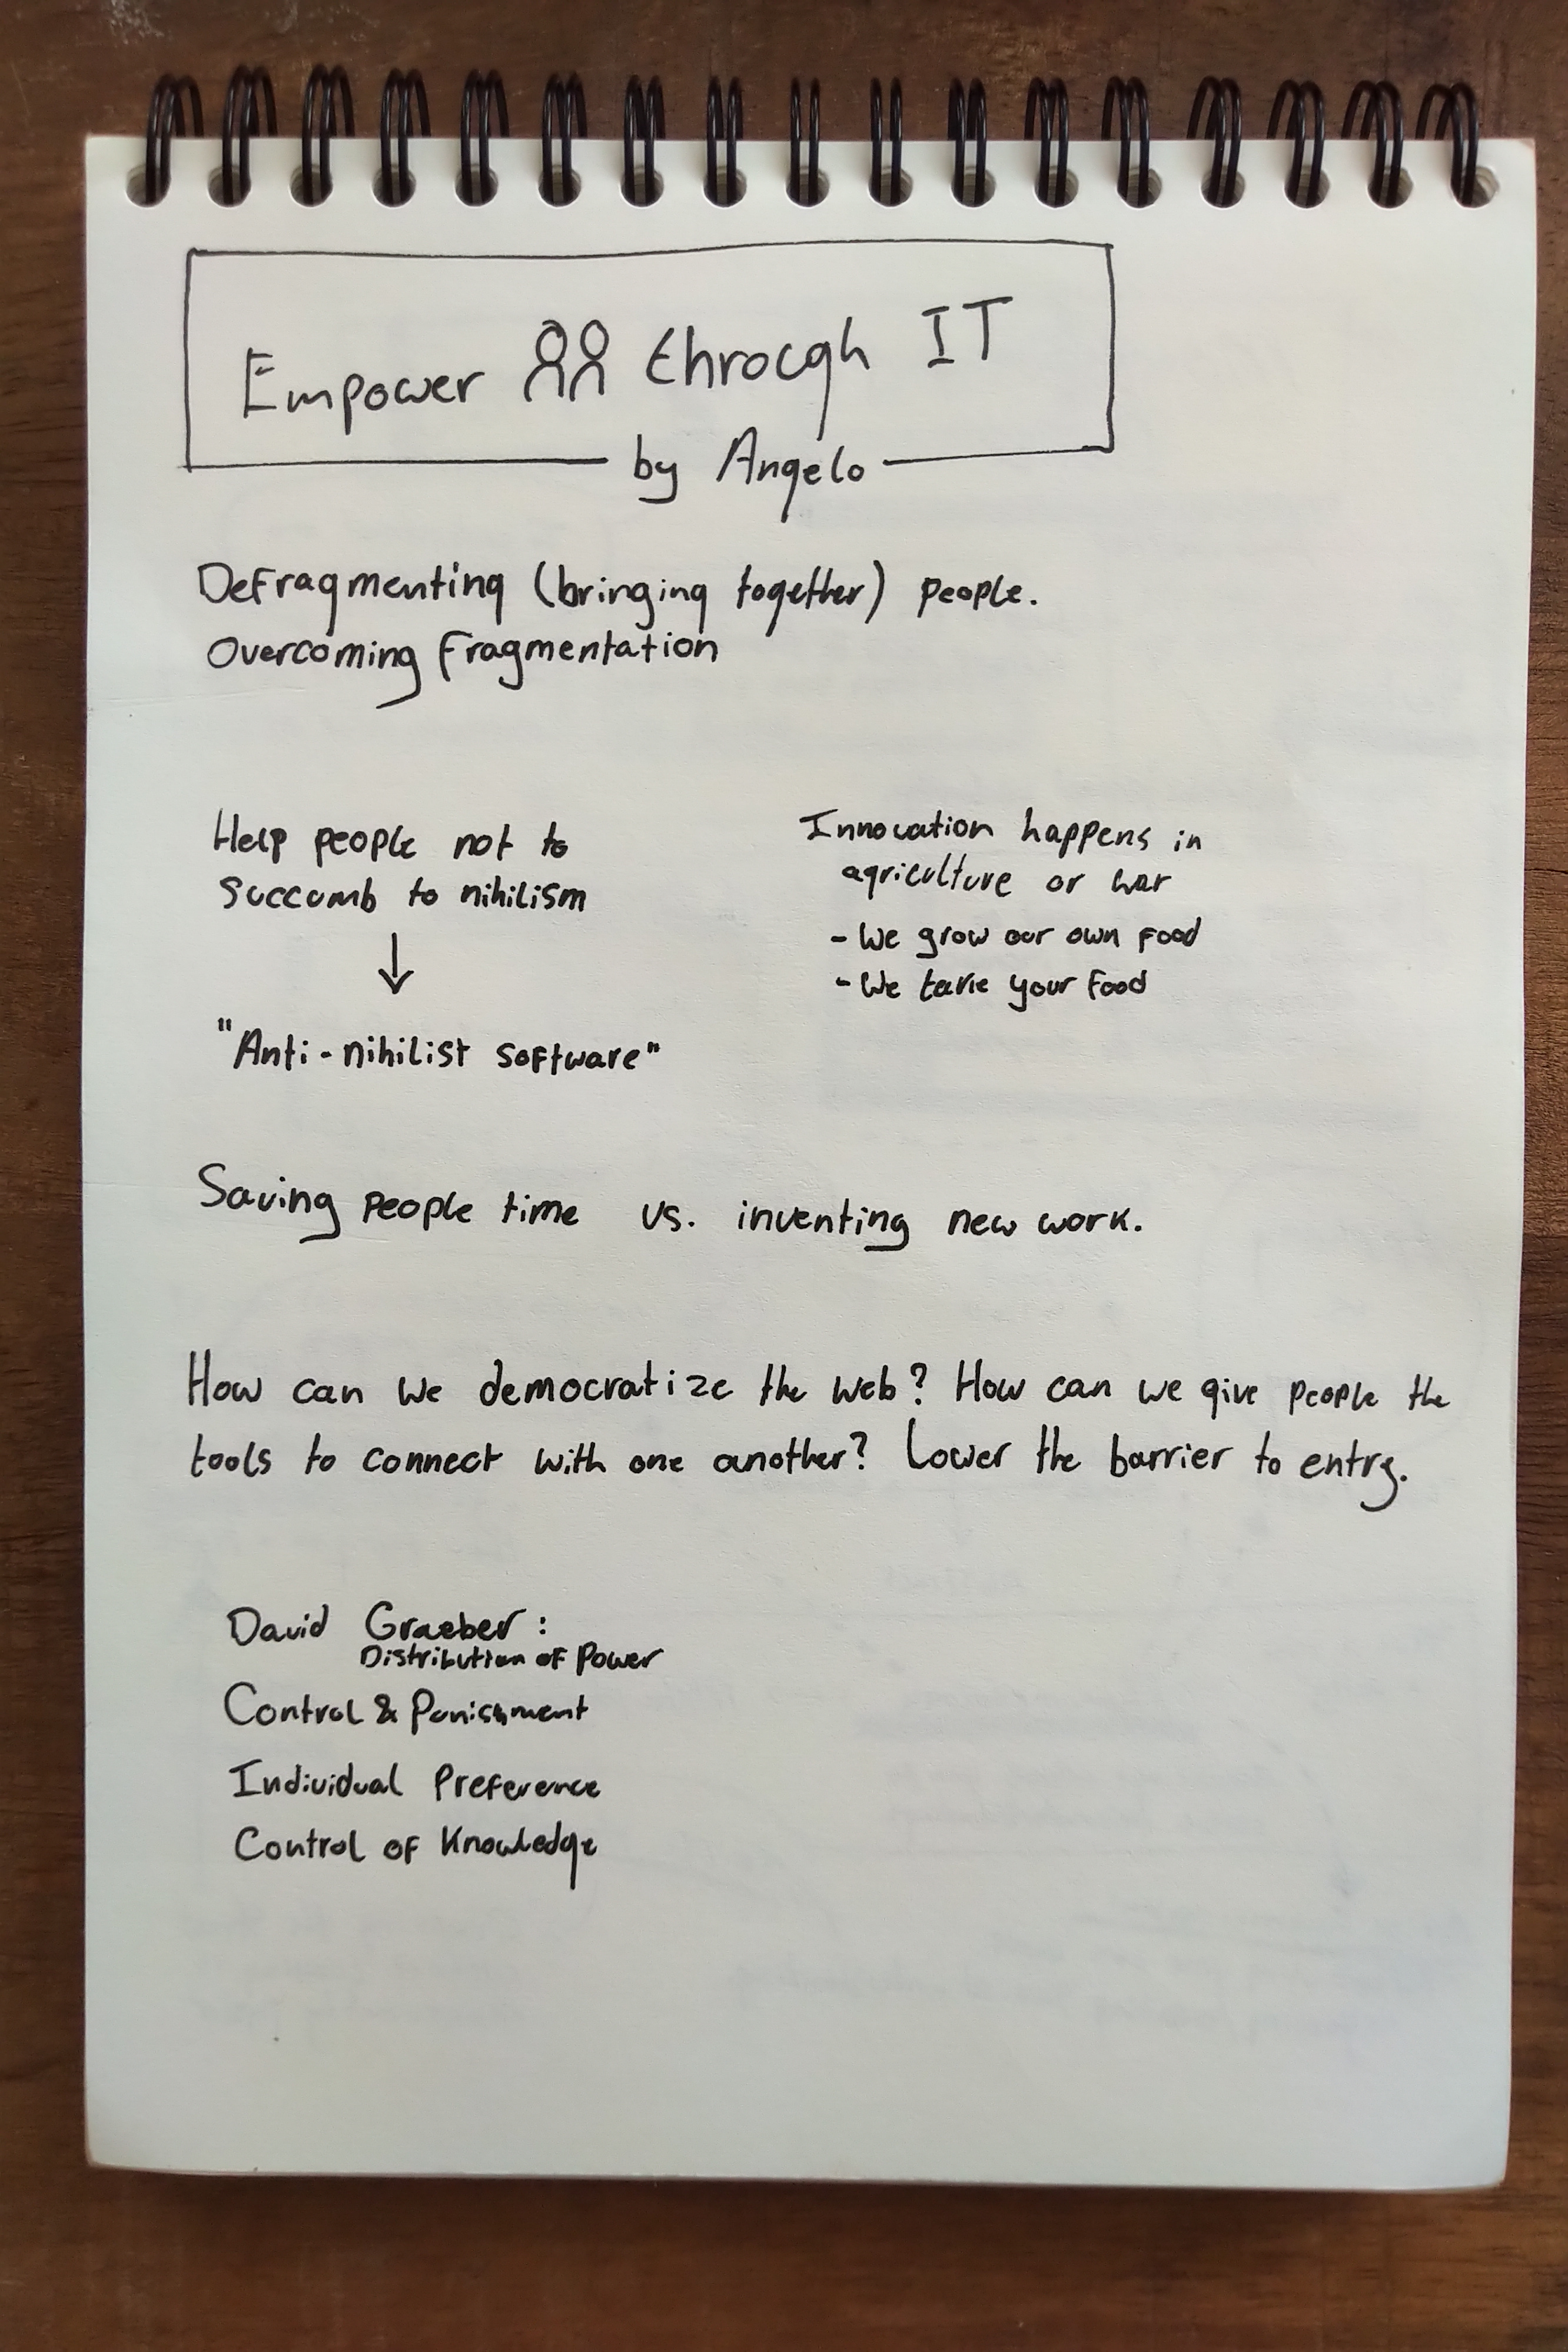 Empower through IT
by Angelo
Defragmenting (bringing together) people.
Overcoming fragmentation
Help people not to
succumb to nihilism
"Anti-nihilist software"
Innovation happens in
agriculture or war
- We grow our own food
- We take your food
Saving people time vs. inventing new work.
How can we democratize the web? How can we give people the
tools to connect with one another? Lower the barrier to entry.
David Graeber:
Distribution of Power
Control & Punishment
Individual Preference
Control of Knowledge